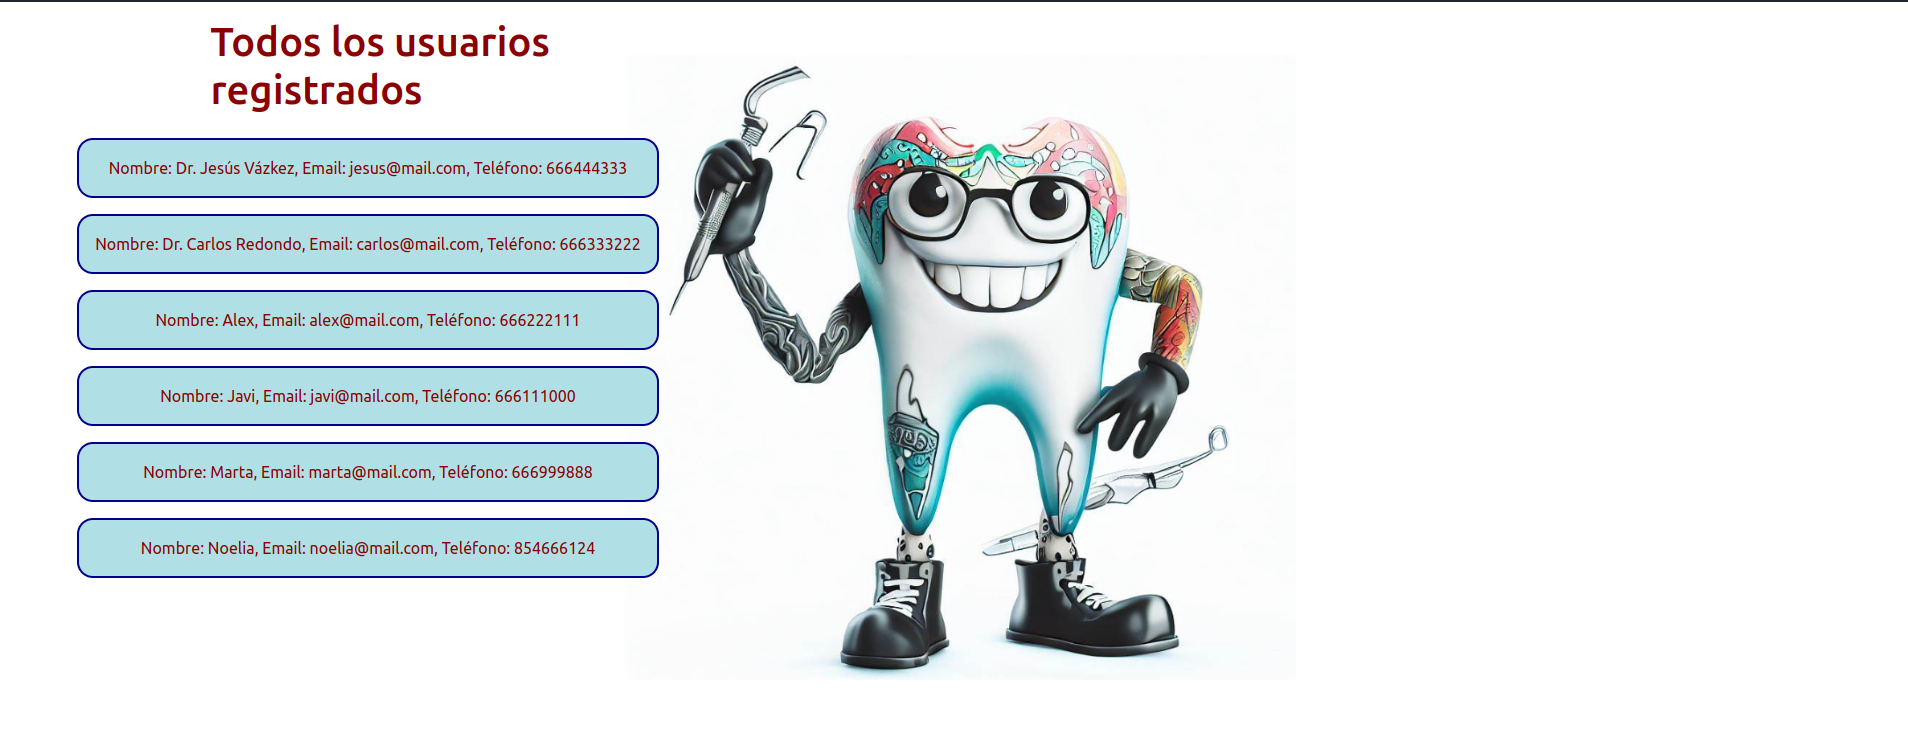 Todos los usuarios
registrados
Nombre: Dr. Jesús Vázkez, Email: jesus@mail.com, Teléfono: 666444333
Nombre: Dr. Carlos Redondo, Email: carlos@mail.com, Teléfono: 666333222
Nombre: Alex, Email: alex@mail.com, Teléfono: 666222111
Nombre: Javi, Email: javi@mail.com, Teléfono: 666111000
Nombre: Marta, Email: marta@mail.com, Teléfono: 666999888
Nombre: Noelia, Email: noelia@mail.com, Teléfono: 854666124